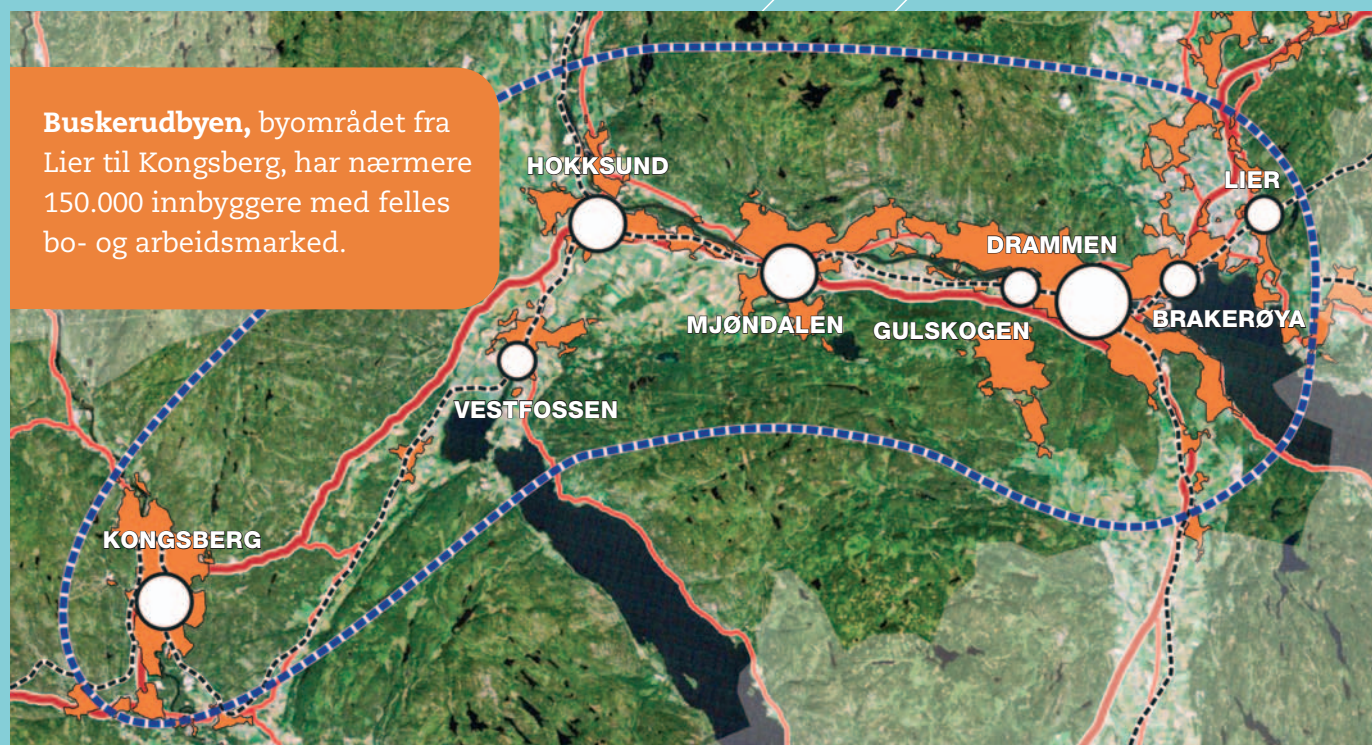 Buskerudbyen, byområdet fra
Lier til Kongsberg, har nærmere
150.000 innbyggere med felles
bo- og arbeidsmarked.
HOKKSUND
LIER
DRAMMEN
MJØNDALEN
GULSKOGEN
BRAKERØYA
VESTFOSSEN
KONGSBERG